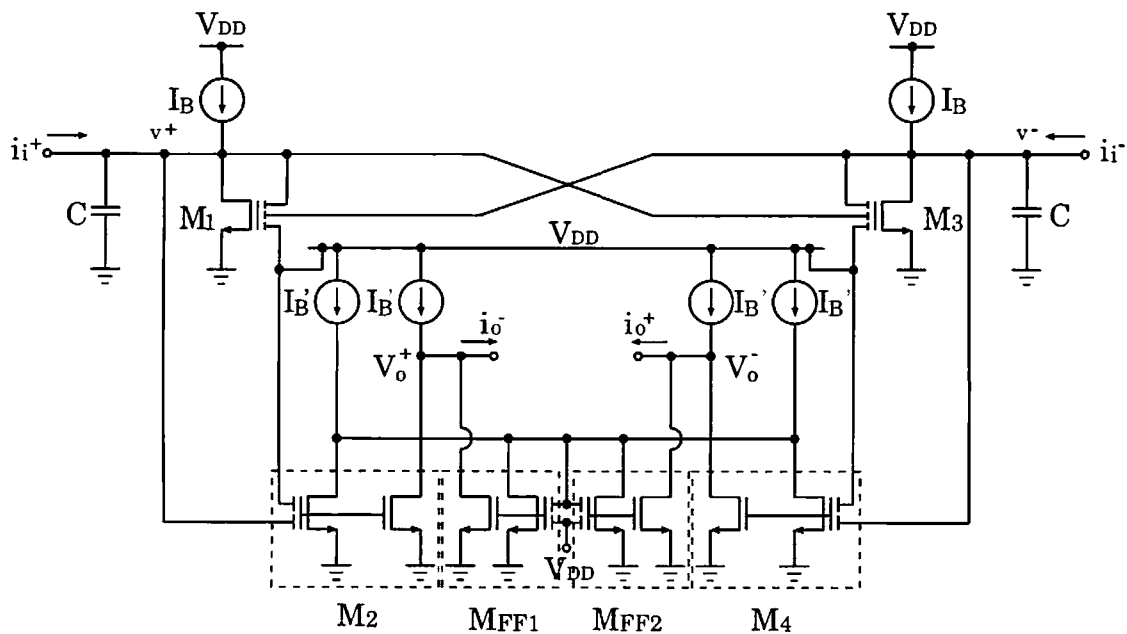 VDD VDD
IB IB
v+ v-
ii+ ii-
C M1 M3 C
VDD
IB' IB' IB' IB'
io- io+
Vo+ Vo-
VDD
M2 MFF1 MFF2 M4